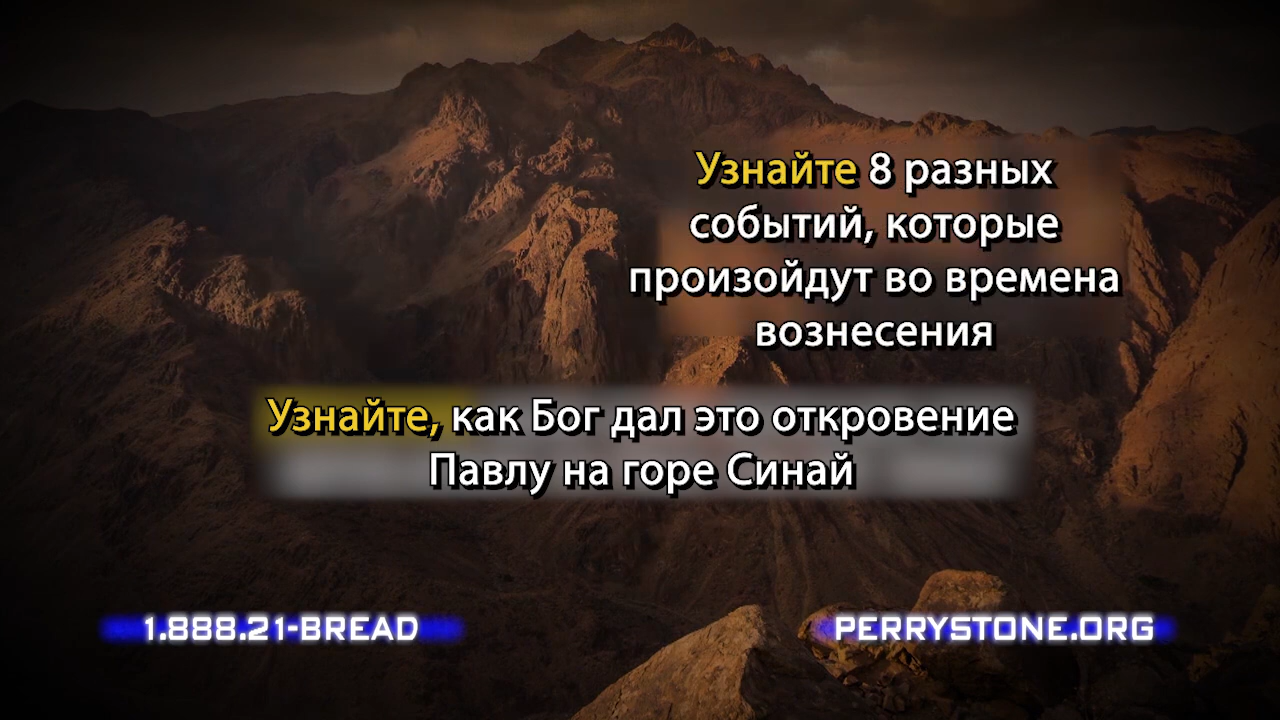 Узнайте 8 разных
событий, которые
произойдут во времена
вознесения
Узнайте, как Бог дал это откровение
Павлу на горе Синай
1.888.21-BREAD
PERRYSTONE.ORG